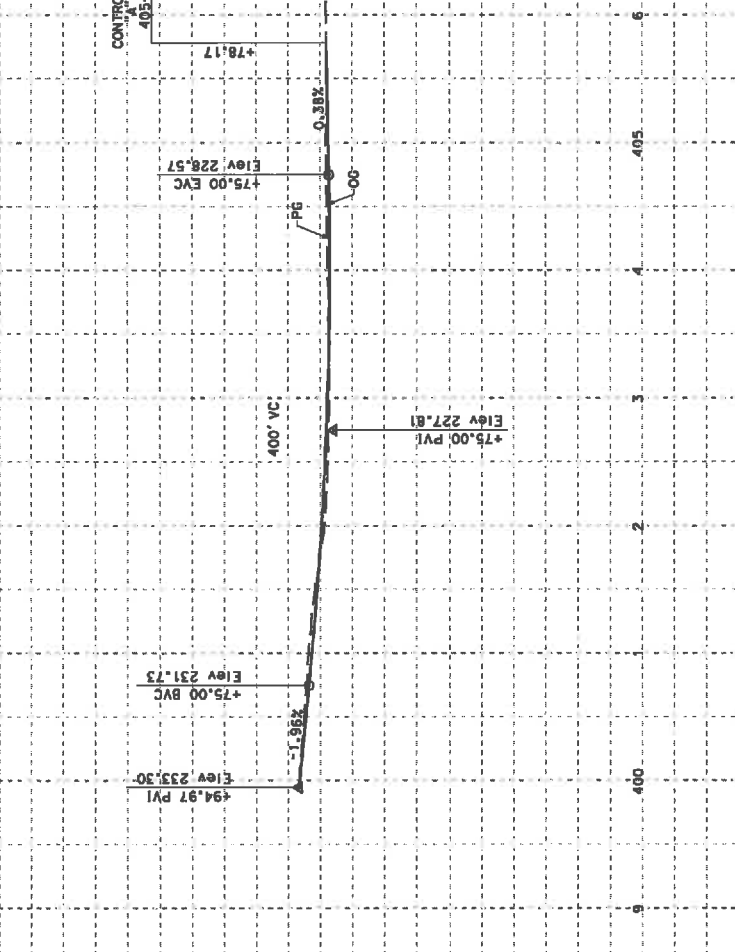 CONTRO
"A"
405
+78.17
6
0.38%
405
+75.00 EVC
Elev 228.57
OG
PG
4
3
400' VC
+75.00 PVI
Elev 227.81
2
1
+75.00 BVC
Elev 231.73
-1.96%
+94.97 PVI
Elev 233.30
400
9